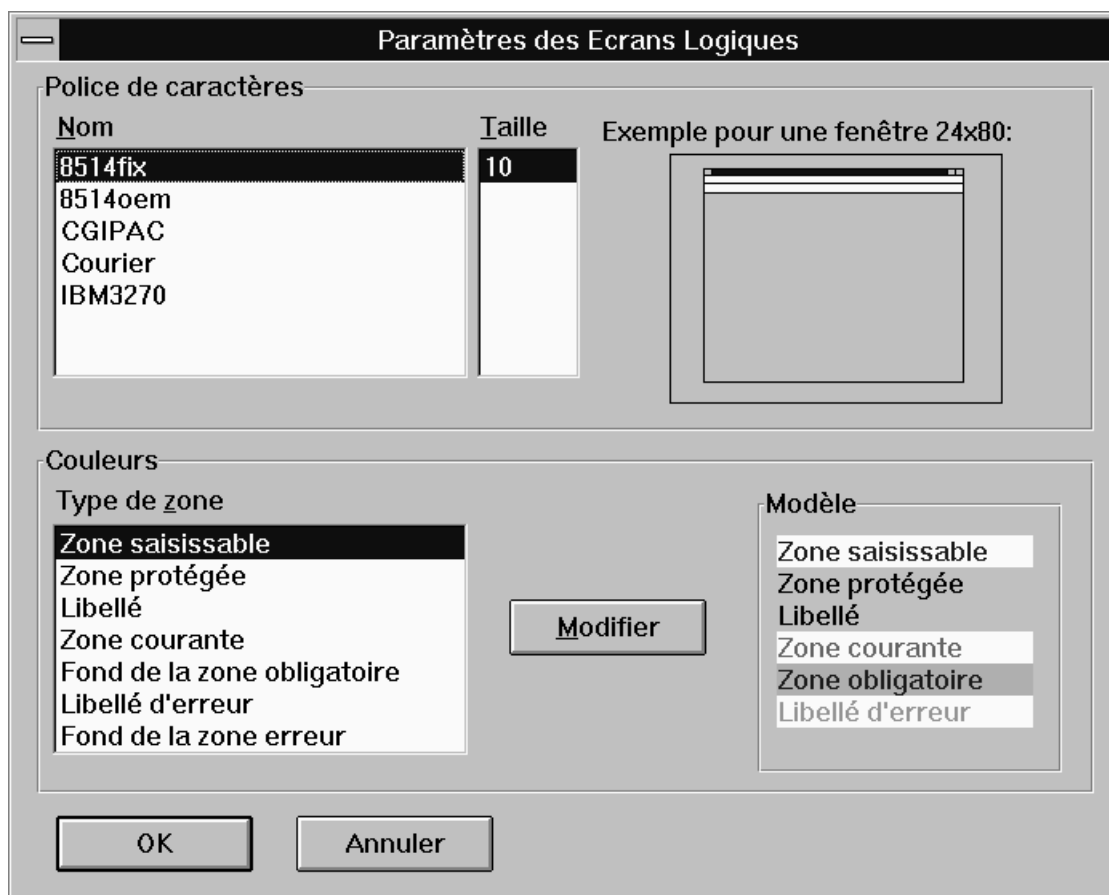 Paramètres des Ecrans Logiques
Police de caractères
Nom
Taille
Exemple pour une fenêtre 24x80:
8514fix
10
8514oem
CGIPAC
Courier
IBM3270
Couleurs
Type de zone
Zone saisissable
Zone protégée
Libellé
Zone courante
Fond de la zone obligatoire
Libellé d'erreur
Fond de la zone erreur
Modifier
Modèle
Zone saisissable
Zone protégée
Libellé
Zone courante
Zone obligatoire
Libellé d'erreur
OK
Annuler